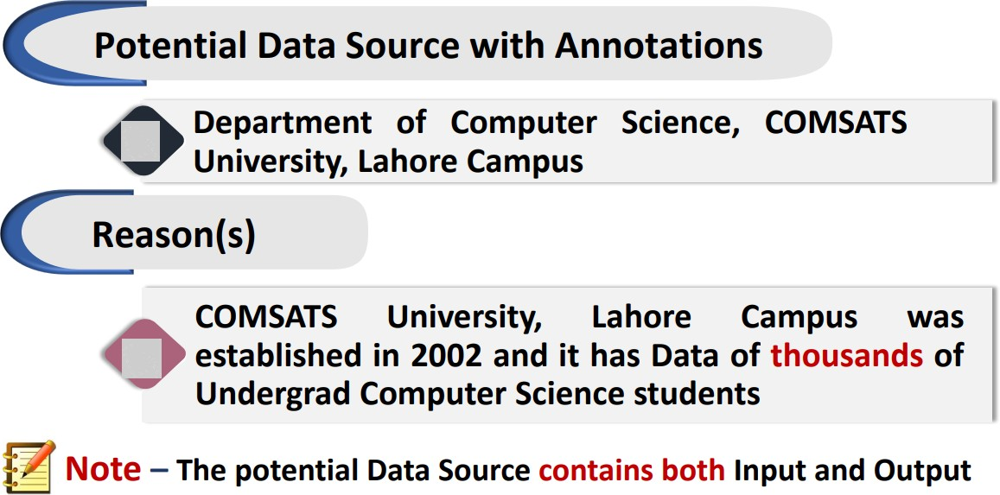 Potential Data Source with Annotations
Department of Computer Science, COMSATS
University, Lahore Campus
Reason(s)
COMSATS University, Lahore Campus was
established in 2002 and it has Data of thousands of
Undergrad Computer Science students
Note – The potential Data Source contains both Input and Output